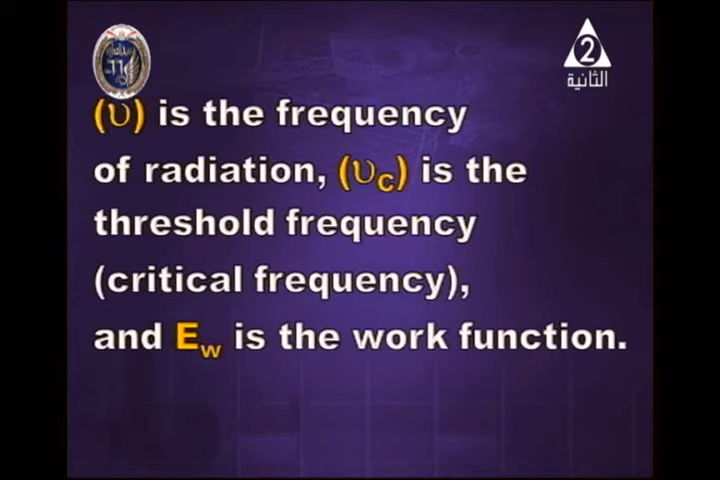 2
الثانية
(υ) is the frequency
of radiation, (υc) is the
threshold frequency
(critical frequency),
and Ew is the work function.